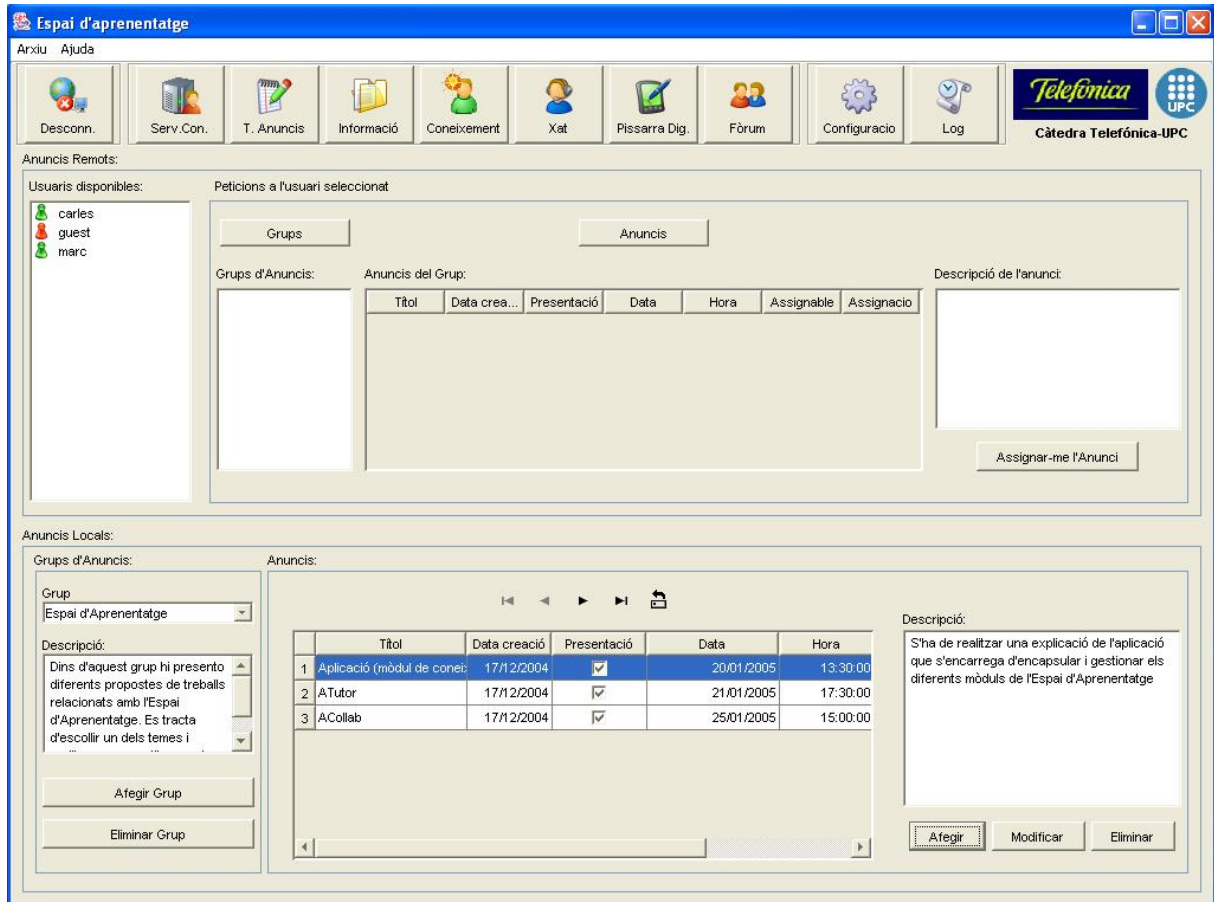 Espai d'aprenentatge
Arxiu Ajuda
Desconn. Serv.Con. T. Anuncis Informació Coneixement Xat Pissarra Dig. Fòrum Configuracio Log
Telefónica
UPC
Càtedra Telefónica-UPC
Anuncis Remots:
Usuaris disponibles:
carles
guest
marc
Peticions a l'usuari seleccionat
Grups Anuncis
Grups d'Anuncis: Anuncis del Grup: Descripció de l'anunci:
Títol Data crea... Presentació Data Hora Assignable Assignacio
Assignar-me l'Anunci
Anuncis Locals:
Grups d'Anuncis:
Grup
Espai d'Aprenentatge
Descripció:
Dins d'aquest grup hi presento
diferents propostes de treballs
relacionats amb l'Espai
d'Aprenentatge. Es tracta
d'escollir un dels temes i
Afegir Grup
Eliminar Grup
Anuncis:
Títol Data creació Presentació Data Hora
1 Aplicació (mòdul de conei 17/12/2004 20/01/2005 13:30:00
2 ATutor 17/12/2004 21/01/2005 17:30:00
3 ACollab 17/12/2004 25/01/2005 15:00:00
Descripció:
S'ha de realitzar una explicació de l'aplicació
que s'encarrega d'encapsular i gestionar els
diferents mòduls de l'Espai d'Aprenentatge
Afegir Modificar Eliminar